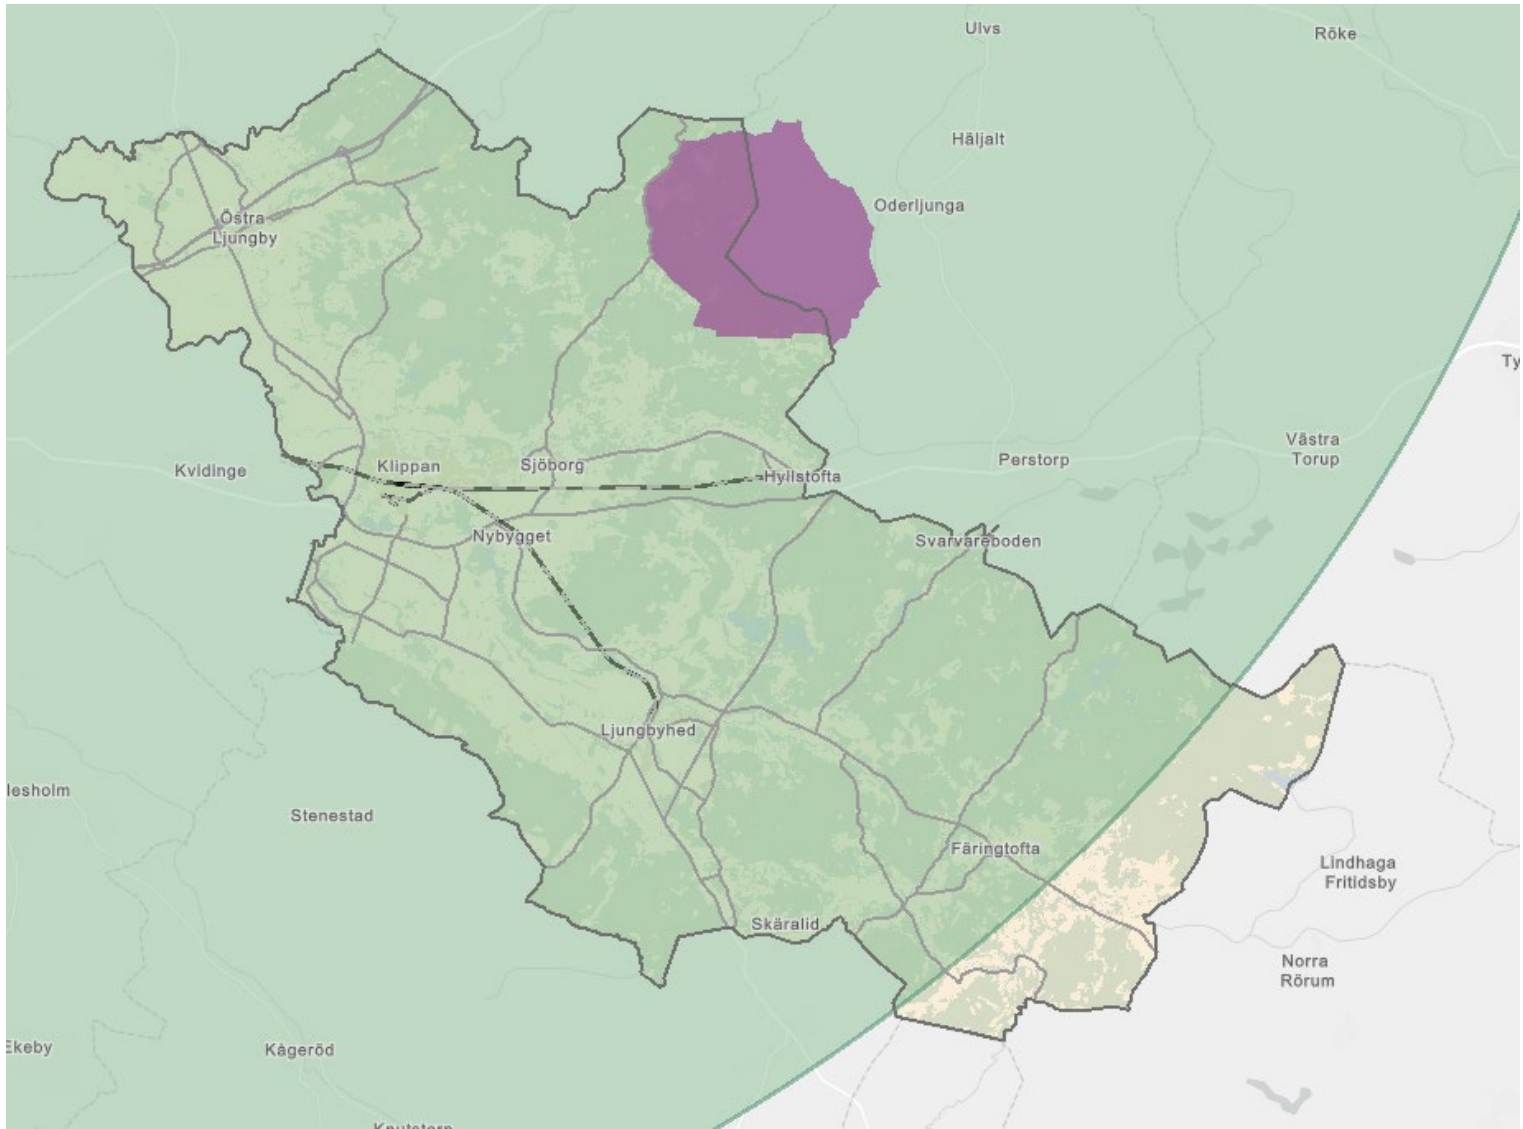 Ulvs
Röke
Häljalt
Oderljunga
Östra
Ljungby
Ty
Västra
Torup
Kvidinge
Klippan
Sjöborg
Perstorp
Hyllstofta
Nybygget
Svarvareboden
Ljungbyhed
lesholm
Stenestad
Färingtofta
Lindhaga
Fritidsby
Skäralid
Norra
Rörum
Ekeby
Kågeröd
Knutstorp